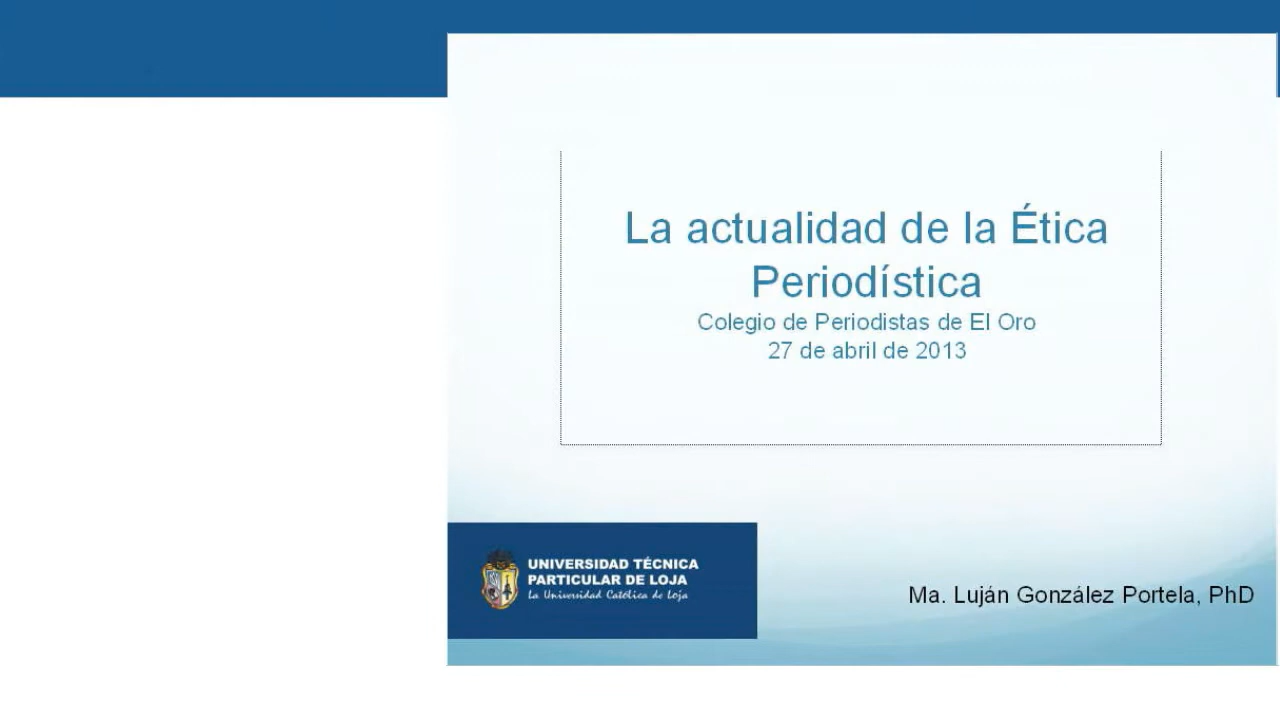 La actualidad de la Ética
Periodística
Colegio de Periodistas de El Oro
27 de abril de 2013
UNIVERSIDAD TÉCNICA
PARTICULAR DE LOJA
La Universidad Católica de Loja
Ma. Luján González Portela, PhD